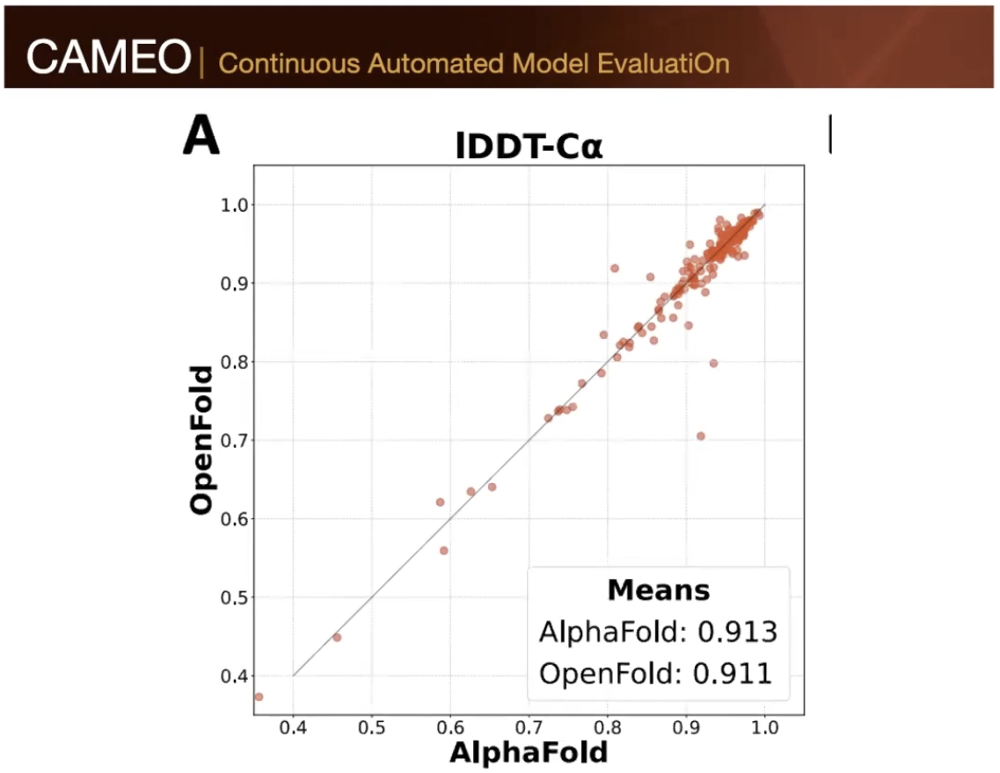 CAMEO | Continuous Automated Model EvaluatiOn
A
lDDT-Cα
1.0
0.9
0.8
0.7
0.6
0.5
0.4
OpenFold
Means
AlphaFold: 0.913
OpenFold: 0.911
0.4 0.5 0.6 0.7 0.8 0.9 1.0
AlphaFold